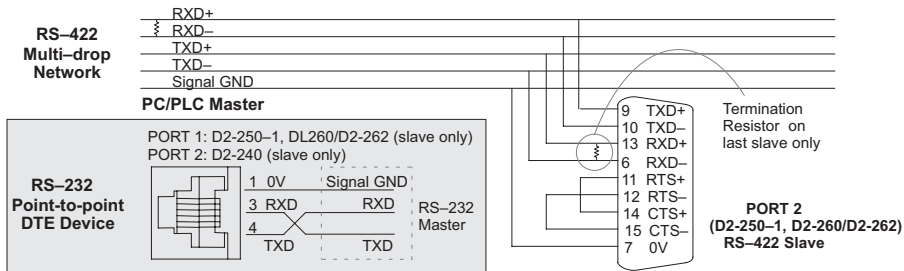 RS–422
Multi–drop
Network
RXD+
RXD–
TXD+
TXD–
Signal GND
PC/PLC Master
PORT 1: D2-250–1, DL260/D2-262 (slave only)
PORT 2: D2-240 (slave only)
RS–232
Point-to-point
DTE Device
1 0V
3 RXD
4
TXD
Signal GND
RXD
TXD
RS–232
Master
9 TXD+
10 TXD–
13 RXD+
6 RXD–
11 RTS+
12 RTS–
14 CTS+
15 CTS–
7 0V
Termination
Resistor on
last slave only
PORT 2
(D2-250–1, D2-260/D2-262)
RS–422 Slave